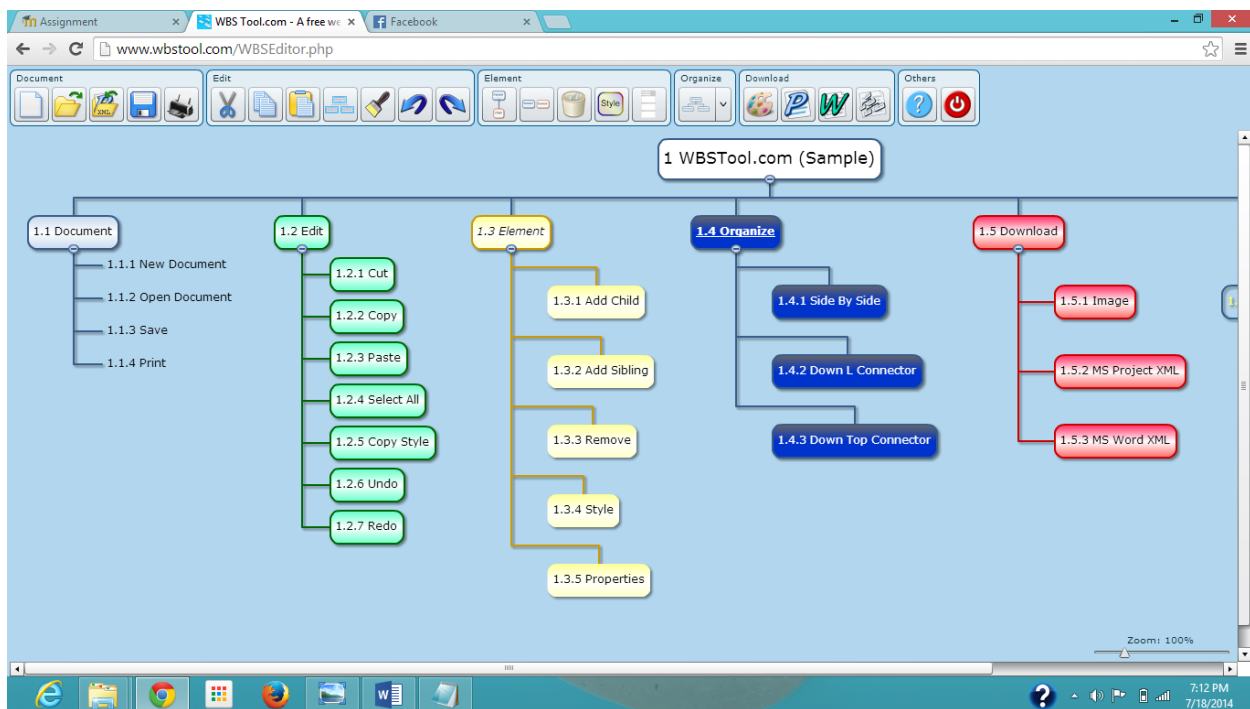 Assignment
WBS Tool.com - A free we
Facebook
www.wbstool.com/WBSEditor.php
Document
Edit
Element
Organize
Download
Others
XML
Style
1 WBSTool.com (Sample)
1.1 Document
1.2 Edit
1.3 Element
1.4 Organize
1.5 Download
1.1.1 New Document
1.1.2 Open Document
1.1.3 Save
1.1.4 Print
1.2.1 Cut
1.2.2 Copy
1.2.3 Paste
1.2.4 Select All
1.2.5 Copy Style
1.2.6 Undo
1.2.7 Redo
1.3.1 Add Child
1.3.2 Add Sibling
1.3.3 Remove
1.3.4 Style
1.3.5 Properties
1.4.1 Side By Side
1.4.2 Down L Connector
1.4.3 Down Top Connector
1.5.1 Image
1.5.2 MS Project XML
1.5.3 MS Word XML
Zoom: 100%
7:12 PM
7/18/2014